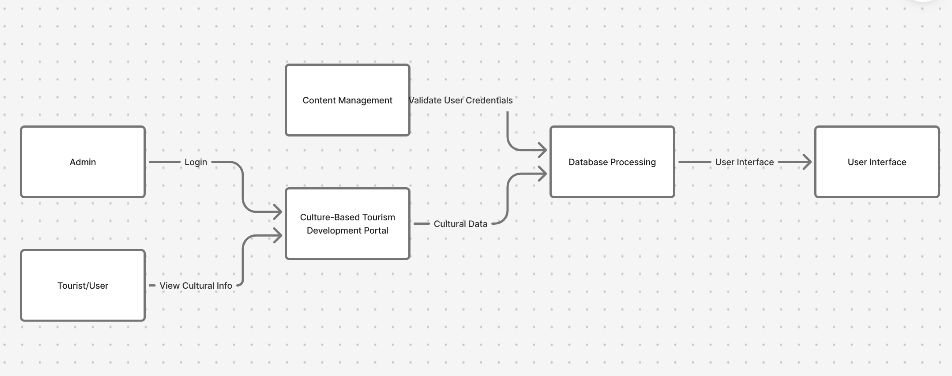 Content Management
Validate User Credentials
Admin
Login
Database Processing
User Interface
User Interface
Culture-Based Tourism
Development Portal
Cultural Data
Tourist/User
View Cultural Info